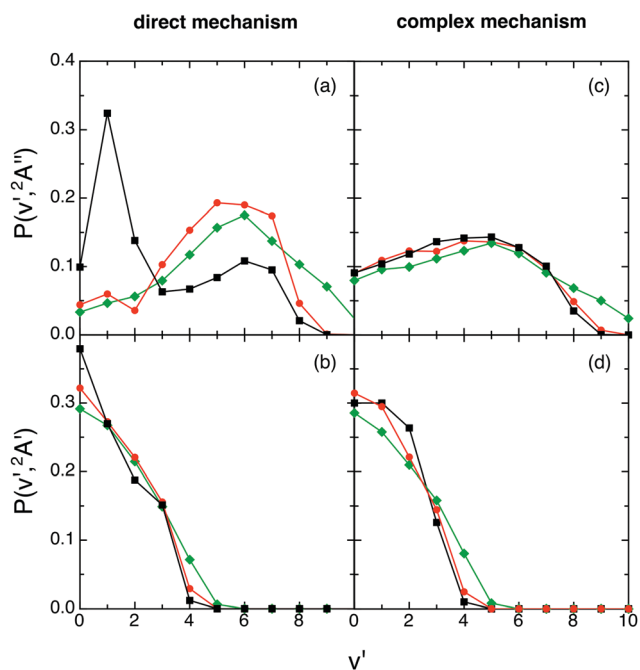 direct mechanism
complex mechanism
0.4
0.3
0.2
0.1
0.0
P(v',²A'')
(a)
(c)
0.3
0.2
0.1
0.0
P(v',²A')
(b)
(d)
0 2 4 6 8 0 2 4 6 8 10
v'